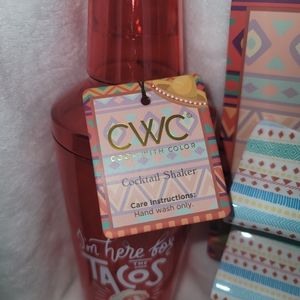 CWC
COOK WITH COLOR
Cocktail Shaker
Care Instructions:
Hand wash only.
I'm here for
THE
TACOS